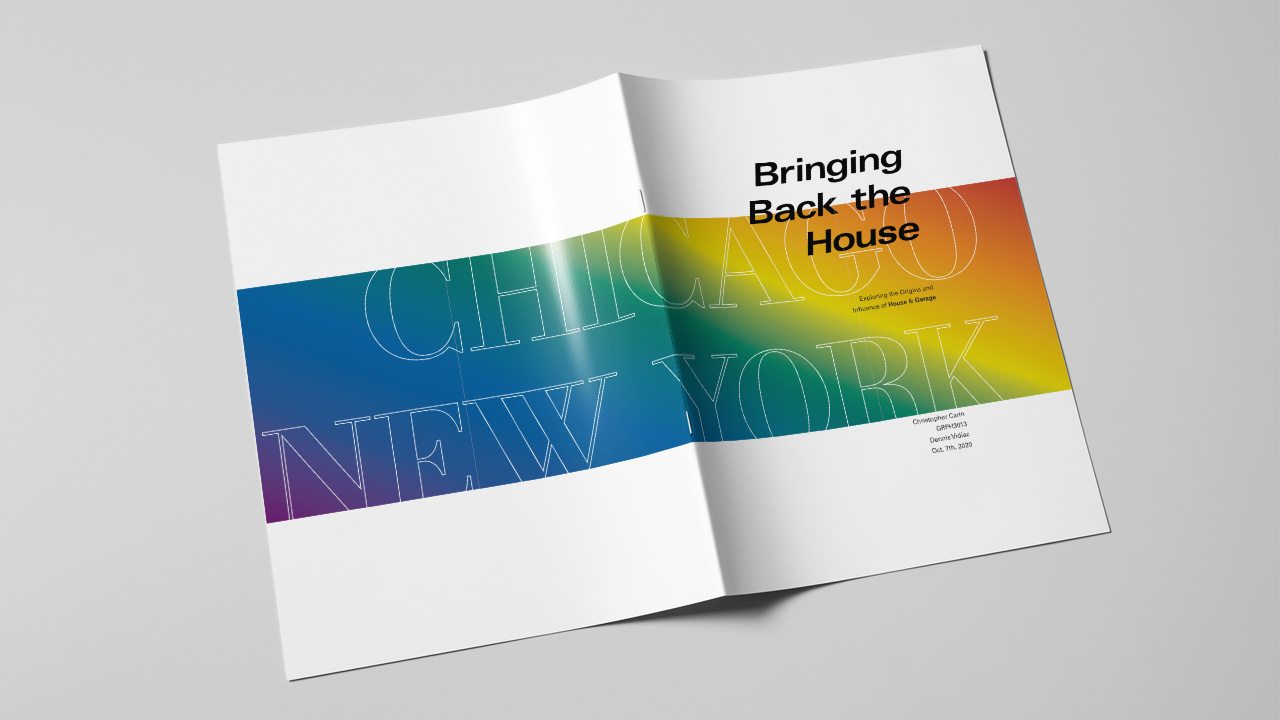 CHICAGO
NEW YORK
Bringing
Back the
House
Exploring the Origins and
Influence of House & Garage
Christopher Carth
GRPH3013
Dennis Vidiac
Oct. 7th, 2020